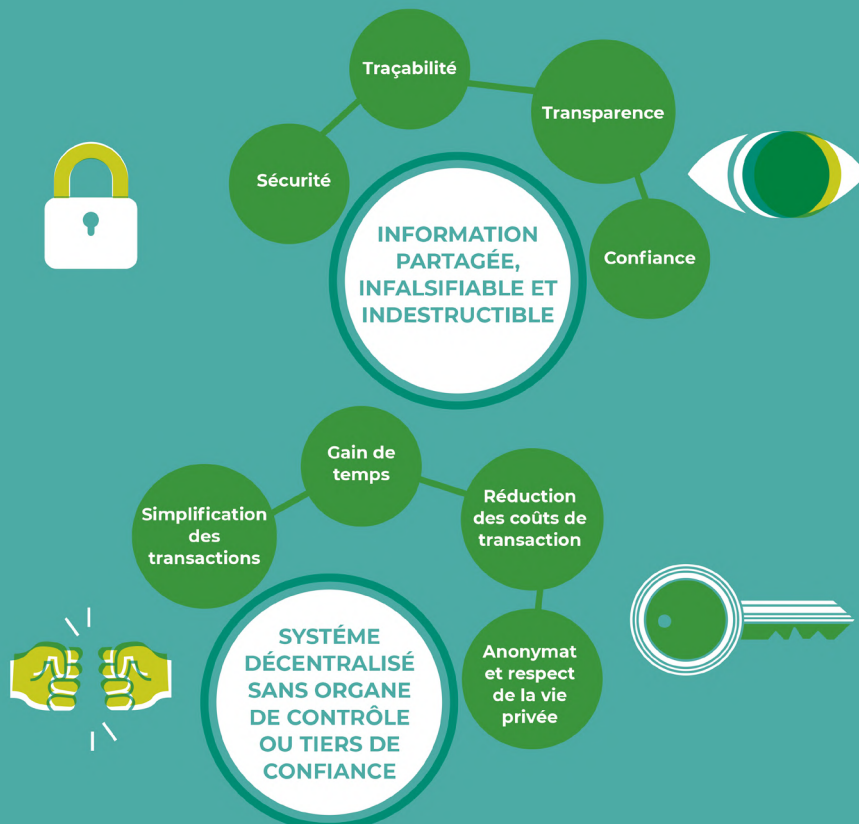 Traçabilité
Transparence
Sécurité
Confiance
INFORMATION
PARTAGÉE,
INFALSIFIABLE ET
INDESTRUCTIBLE
Gain de
temps
Simplification
des
transactions
Réduction
des coûts de
transaction
Anonymat
et respect
de la vie
privée
SYSTÉME
DÉCENTRALISÉ
SANS ORGANE
DE CONTRÔLE
OU TIERS DE
CONFIANCE